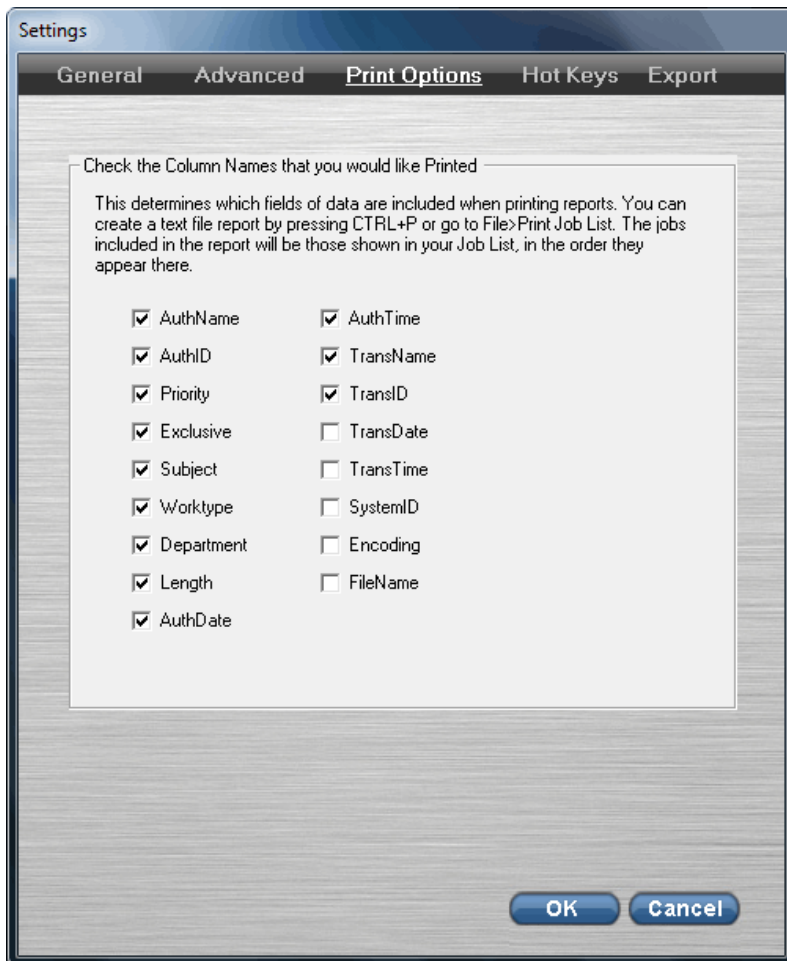 Settings
General Advanced Print Options Hot Keys Export
Check the Column Names that you would like Printed
This determines which fields of data are included when printing reports. You can
create a text file report by pressing CTRL+P or go to File>Print Job List. The jobs
included in the report will be those shown in your Job List, in the order they
appear there.
AuthName
AuthID
Priority
Exclusive
Subject
Worktype
Department
Length
AuthDate
AuthTime
TransName
TransID
TransDate
TransTime
SystemID
Encoding
FileName
OK Cancel